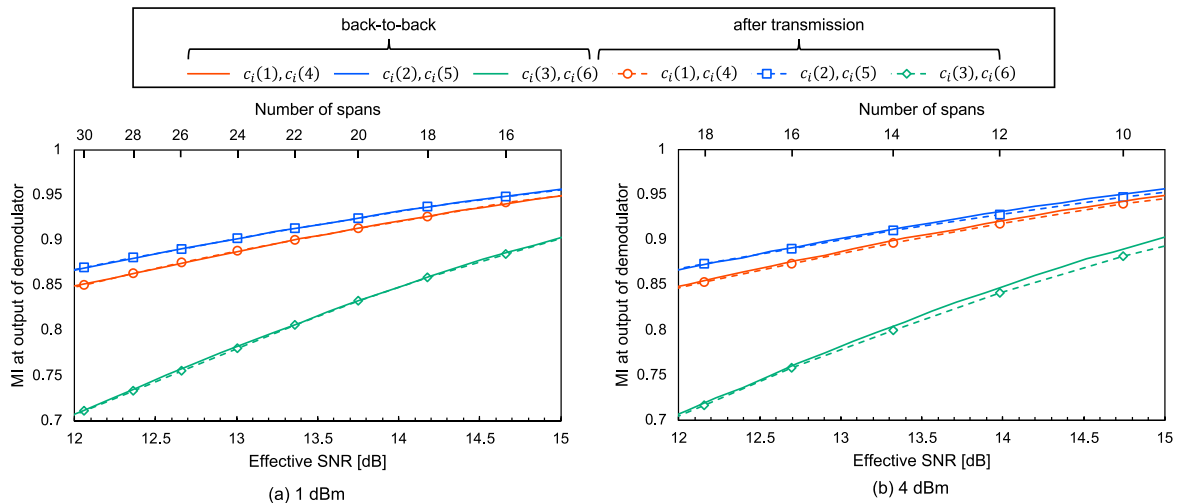 back-to-back after transmission
c_i(1), c_i(4) c_i(2), c_i(5) c_i(3), c_i(6) c_i(1), c_i(4) c_i(2), c_i(5) c_i(3), c_i(6)
Number of spans
30 28 26 24 22 20 18 16
MI at output of demodulator
1
0.95
0.9
0.85
0.8
0.75
0.7
12 12.5 13 13.5 14 14.5 15
Effective SNR [dB]
(a) 1 dBm
Number of spans
18 16 14 12 10
MI at output of demodulator
1
0.95
0.9
0.85
0.8
0.75
0.7
12 12.5 13 13.5 14 14.5 15
Effective SNR [dB]
(b) 4 dBm